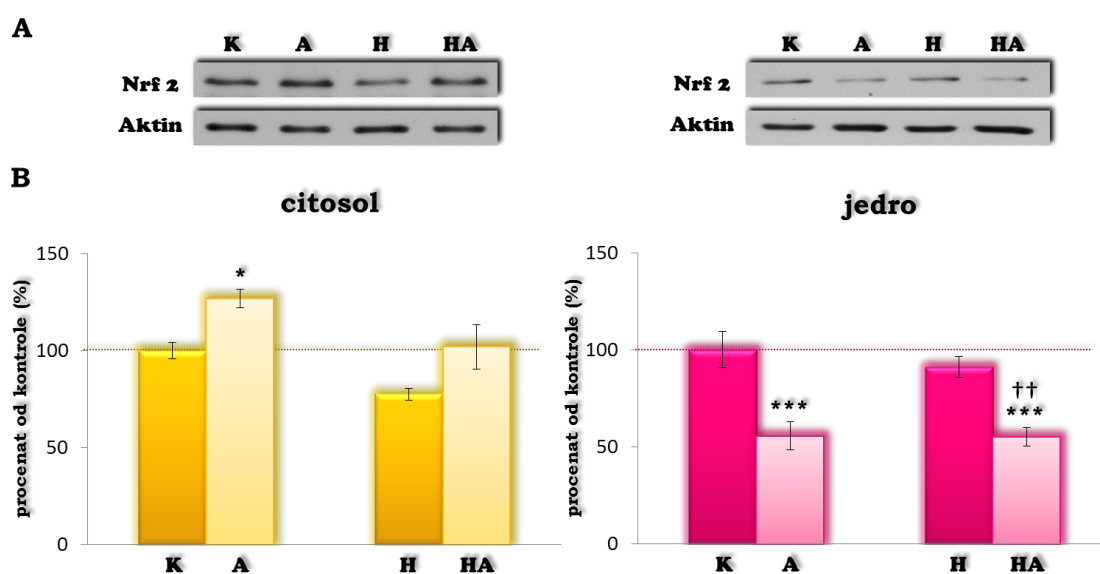 A
K A H HA
Nrf 2
Aktin
K A H HA
Nrf 2
Aktin
B
citosol
procenat od kontrole (%)
150
100
50
0
*
K A H HA
jedro
procenat od kontrole (%)
150
100
50
0
***
††
***
K A H HA